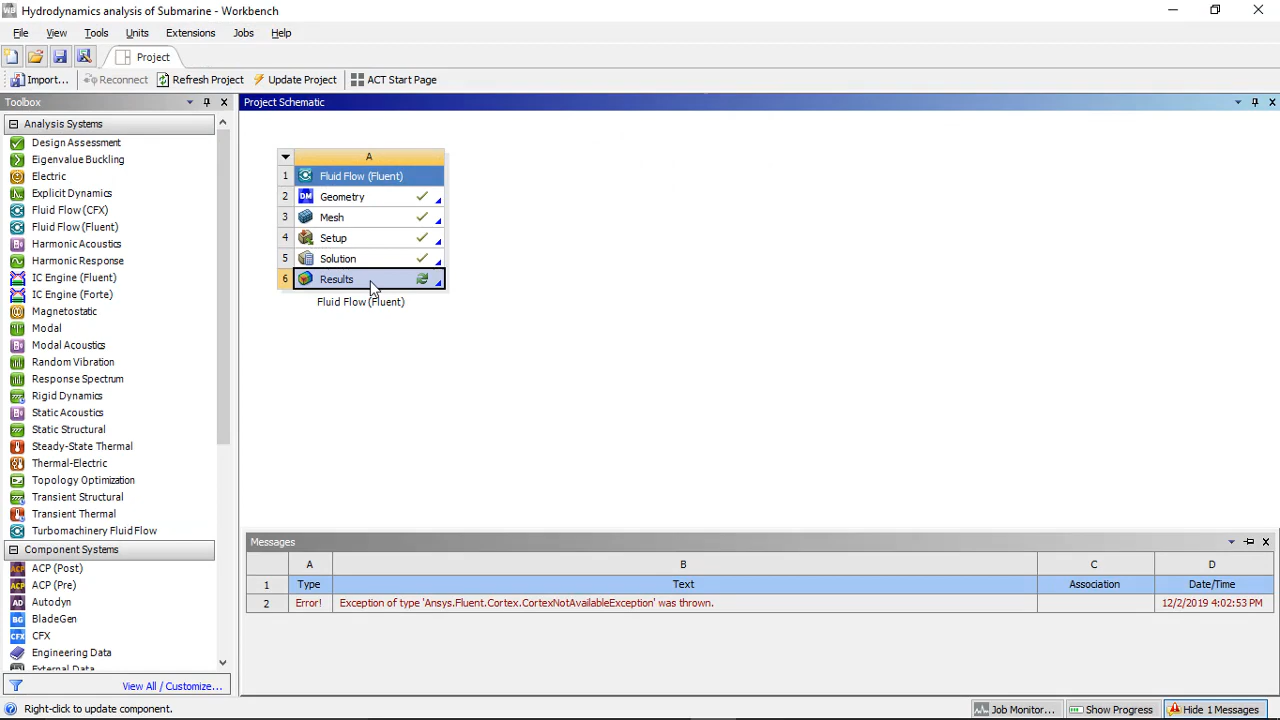 Hydrodynamics analysis of Submarine - Workbench
File View Tools Units Extensions Jobs Help
Project
Import... Reconnect Refresh Project Update Project ACT Start Page
Toolbox
Project Schematic
Analysis Systems
Design Assessment
Eigenvalue Buckling
Electric
Explicit Dynamics
Fluid Flow (CFX)
Fluid Flow (Fluent)
Harmonic Acoustics
Harmonic Response
IC Engine (Fluent)
IC Engine (Forte)
Magnetostatic
Modal
Modal Acoustics
Random Vibration
Response Spectrum
Rigid Dynamics
Static Acoustics
Static Structural
Steady-State Thermal
Thermal-Electric
Topology Optimization
Transient Structural
Transient Thermal
Turbomachinery Fluid Flow
Component Systems
ACP (Post)
ACP (Pre)
Autodyn
BladeGen
CFX
Engineering Data
External Data
View All / Customize...
A
1 Fluid Flow (Fluent)
2 DM Geometry
3 Mesh
4 Setup
5 Solution
6 Results
Fluid Flow (Fluent)
Messages
A B C D
1 Type Text Association Date/Time
2 Error! Exception of type 'Ansys.Fluent.Cortex.CortexNotAvailableException' was thrown. 12/2/2019 4:02:53 PM
Right-click to update component.
Job Monitor... Show Progress Hide 1 Messages